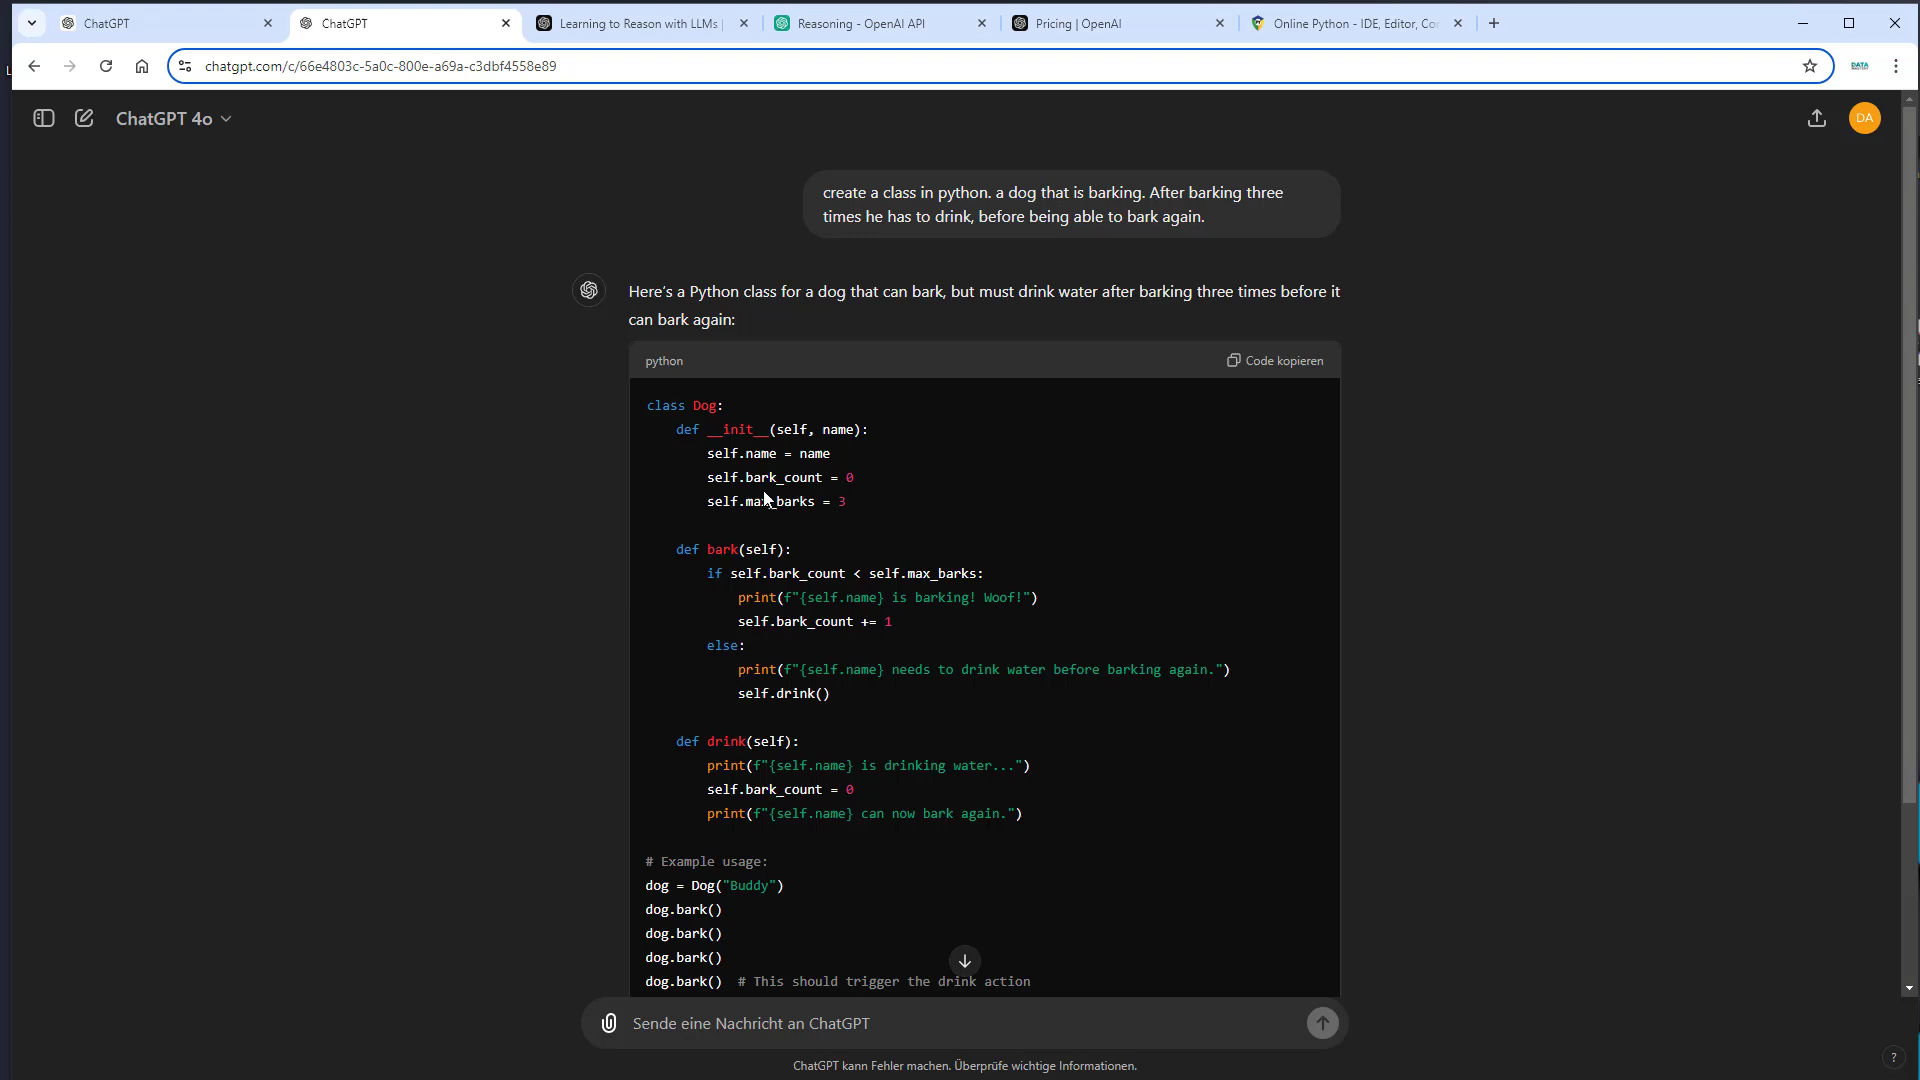 ChatGPT
ChatGPT
Learning to Reason with LLMs |
Reasoning - OpenAI API
Pricing | OpenAI
Online Python - IDE, Editor, Co
chatgpt.com/c/66e4803c-5a0c-800e-a69a-c3dbf4558e89
DATA
ChatGPT 4o
DA
create a class in python. a dog that is barking. After barking three
times he has to drink, before being able to bark again.
Here's a Python class for a dog that can bark, but must drink water after barking three times before it
can bark again:
python
Code kopieren
class Dog:
    def __init__(self, name):
        self.name = name
        self.bark_count = 0
        self.max_barks = 3
    def bark(self):
        if self.bark_count < self.max_barks:
            print(f"{self.name} is barking! Woof!")
            self.bark_count += 1
        else:
            print(f"{self.name} needs to drink water before barking again.")
            self.drink()
    def drink(self):
        print(f"{self.name} is drinking water...")
        self.bark_count = 0
        print(f"{self.name} can now bark again.")
# Example usage:
dog = Dog("Buddy")
dog.bark()
dog.bark()
dog.bark()
dog.bark()  # This should trigger the drink action
Sende eine Nachricht an ChatGPT
ChatGPT kann Fehler machen. Überprüfe wichtige Informationen.
?